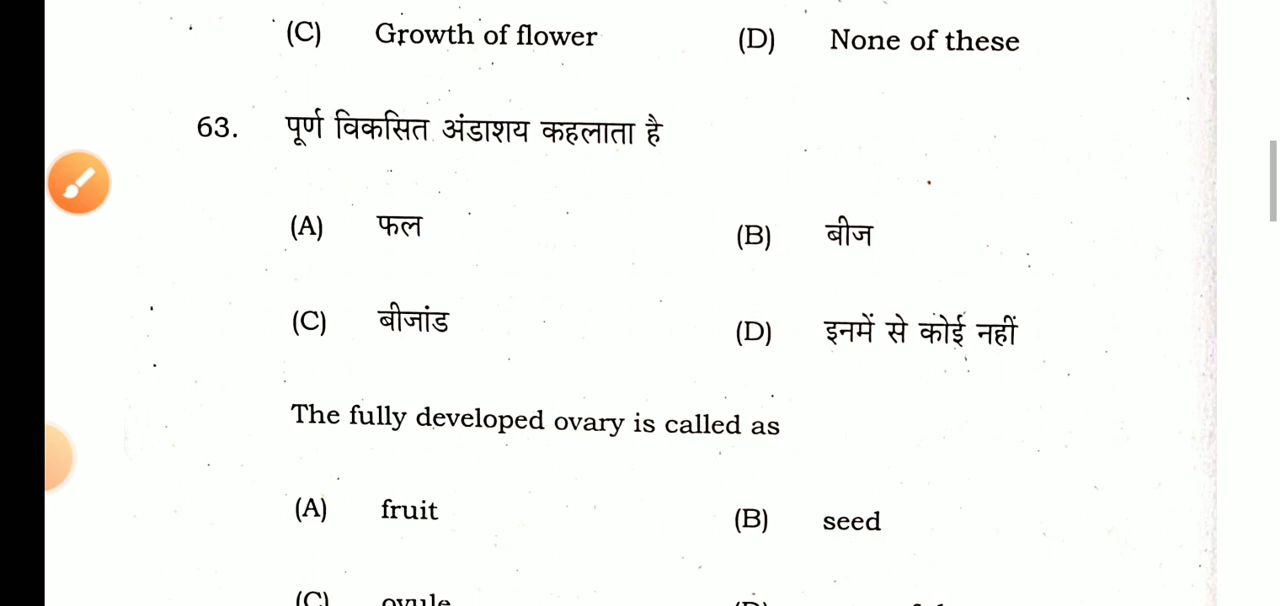 (C) Growth of flower (D) None of these
63. पूर्ण विकसित अंडाशय कहलाता है
(A) फल (B) बीज
(C) बीजांड (D) इनमें से कोई नहीं
The fully developed ovary is called as
(A) fruit (B) seed
(C) ovule (D)